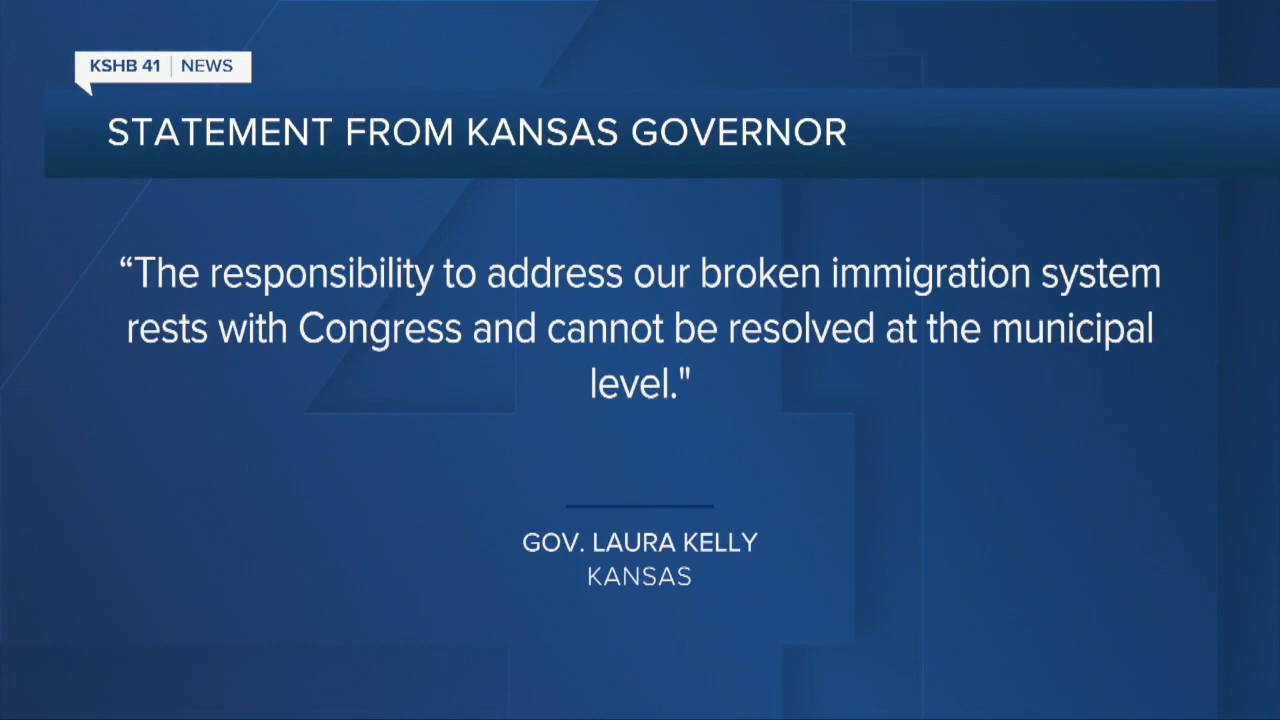 KSHB 41 | NEWS
STATEMENT FROM KANSAS GOVERNOR
“The responsibility to address our broken immigration system
rests with Congress and cannot be resolved at the municipal
level."
GOV. LAURA KELLY
KANSAS